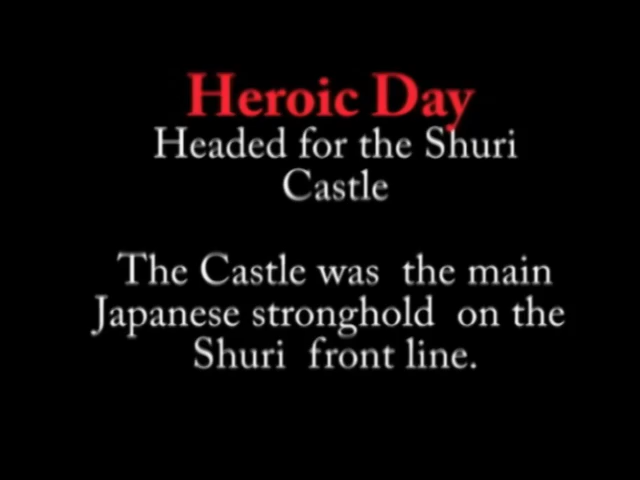 Heroic Day
Headed for the Shuri
Castle
The Castle was  the main
Japanese stronghold  on the
Shuri  front line.